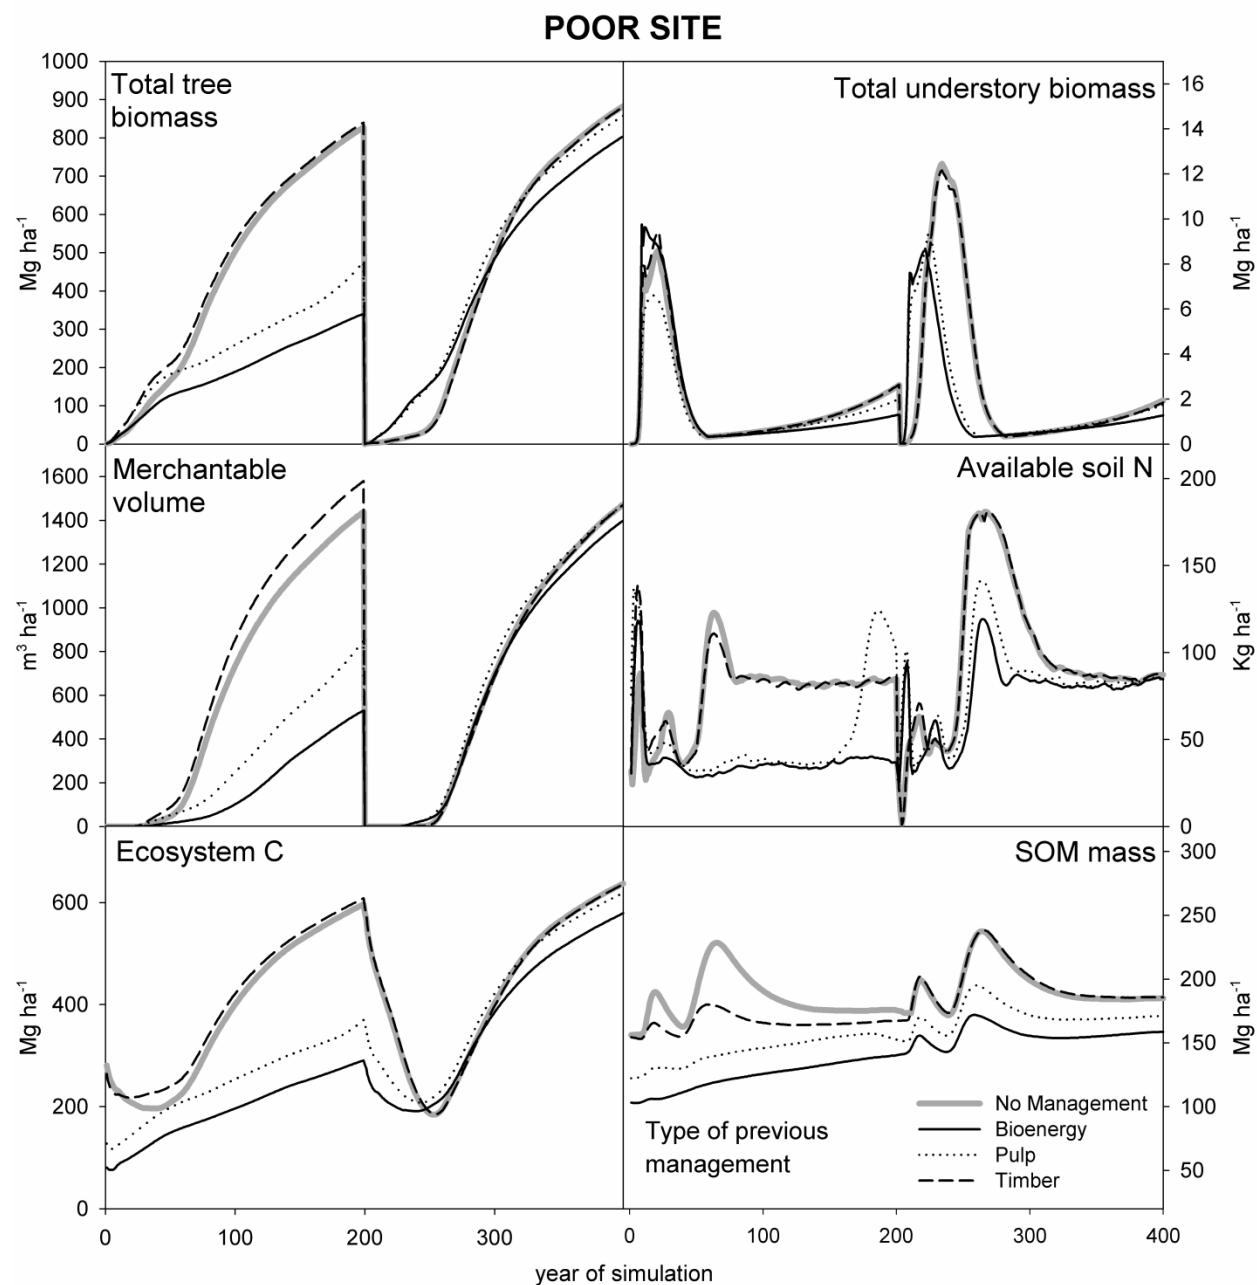 POOR SITE
Total tree
biomass
Mg ha-1
1000
900
800
700
600
500
400
300
200
100
0
Total understory biomass
16
14
12
10
8
6
4
2
0
Mg ha-1
Merchantable
volume
m3 ha-1
1600
1400
1200
1000
800
600
400
200
0
Available soil N
200
150
100
50
0
Kg ha-1
Ecosystem C
Mg ha-1
600
400
200
0
SOM mass
300
250
200
150
100
50
Mg ha-1
Type of previous
management
No Management
Bioenergy
Pulp
Timber
0 100 200 300
0 100 200 300 400
year of simulation